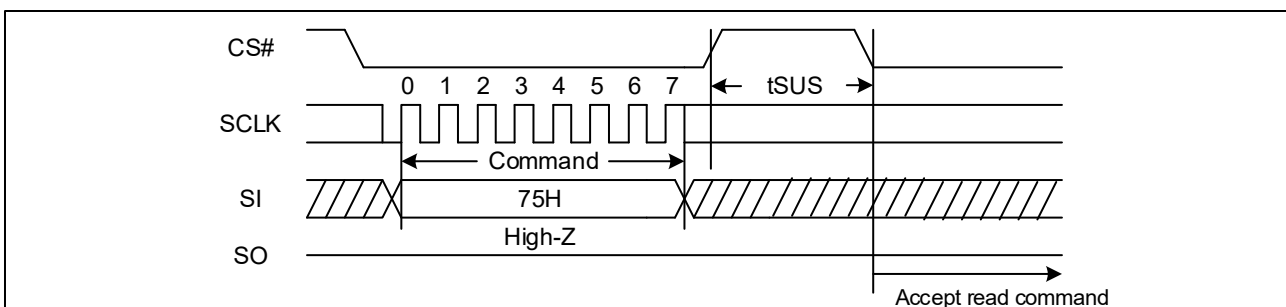 CS#
0 1 2 3 4 5 6 7
tSUS
SCLK
Command
SI
75H
High-Z
SO
Accept read command